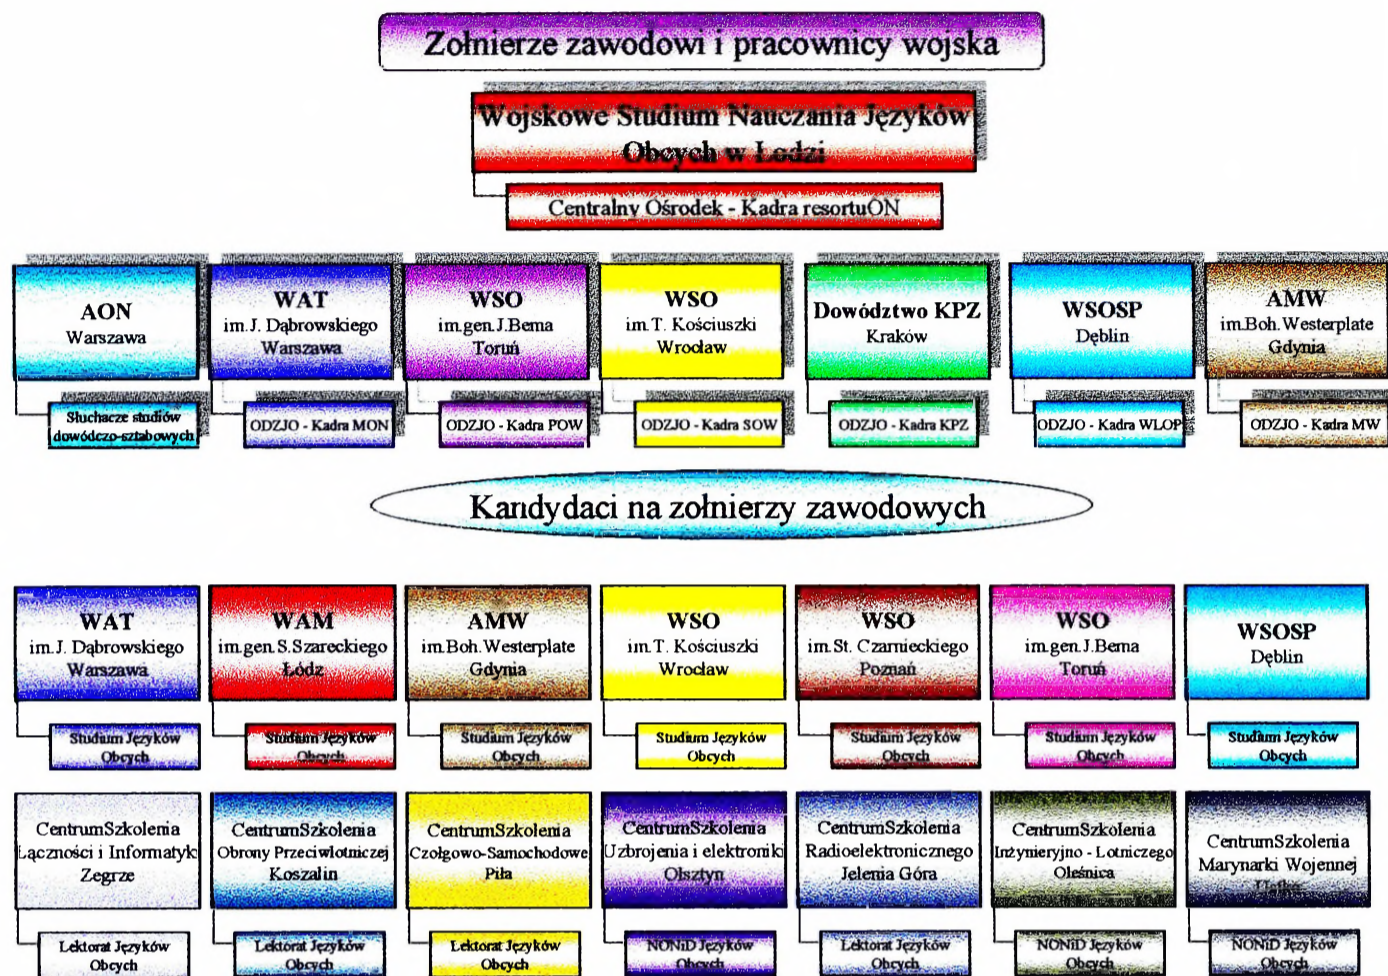 Zołnierze zawodowi i pracownicy wojska
Wojskowe Studium Nauczania Języków
Obcych w Łodzi
Centralny Ośrodek - Kadra resortuON
AON
Warszawa
WAT
im.J. Dąbrowskiego
Warszawa
WSO
im.gen.J.Bema
Toruń
WSO
im.T. Kościuszki
Wrocław
Dowództwo KPZ
Kraków
WSOSP
Dęblin
AMW
im.Boh.Westerplate
Gdynia
Słuchacze studiów
dowódczo-sztabowych
ODZJO - Kadra MON
ODZJO - Kadra POW
ODZJO - Kadra SOW
ODZJO - Kadra KPZ
ODZJO - Kadra WLOP
ODZJO - Kadra MW
Kandydaci na zołnierzy zawodowych
WAT
im.J. Dąbrowskiego
Warszawa
WAM
im.gen.S.Szareckiego
Łódz
AMW
im.Boh.Westerplate
Gdynia
WSO
im.T. Kościuszki
Wrocław
WSO
im.St. Czarnieckiego
Poznań
WSO
im.gen.J.Bema
Toruń
WSOSP
Dęblin
Studium Języków
Obcych
Studium Języków
Obcych
Studium Języków
Obcych
Studium Języków
Obcych
Studium Języków
Obcych
Studium Języków
Obcych
Studium Języków
Obcych
CentrumSzkolenia
Łączności i Informatyki
Zegrze
CentrumSzkolenia
Obrony Przeciwlotniczej
Koszalin
CentrumSzkolenia
Czołgowo-Samochodowe
Piła
CentrumSzkolenia
Uzbrojenia i elektroniki
Olsztyn
CentrumSzkolenia
Radioelektronicznego
Jelenia Góra
CentrumSzkolenia
Inżynieryjno - Lotniczego
Oleśnica
CentrumSzkolenia
Marynarki Wojennej
Lektorat Języków
Obcych
Lektorat Języków
Obcych
Lektorat Języków
Obcych
NONiD Języków
Obcych
Lektorat Języków
Obcych
NONiD Języków
Obcych
NONiD Języków
Obcych